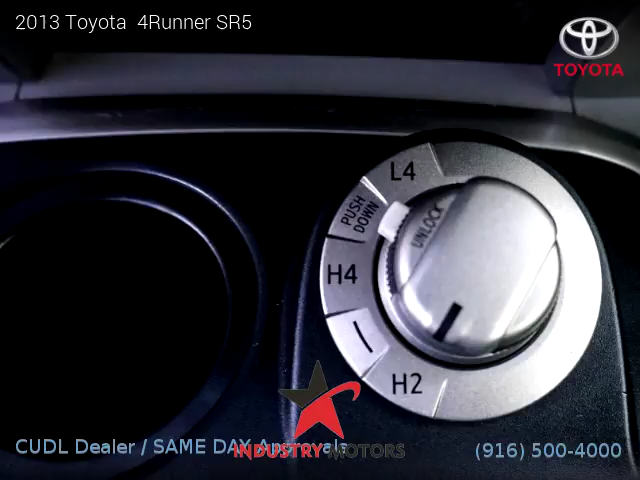 2013 Toyota 4Runner SR5
TOYOTA
L4
PUSH
DOWN
UNLOCK
H4
H2
CUDL Dealer / SAME DAY Approvals
INDUSTRY MOTORS
(916) 500-4000